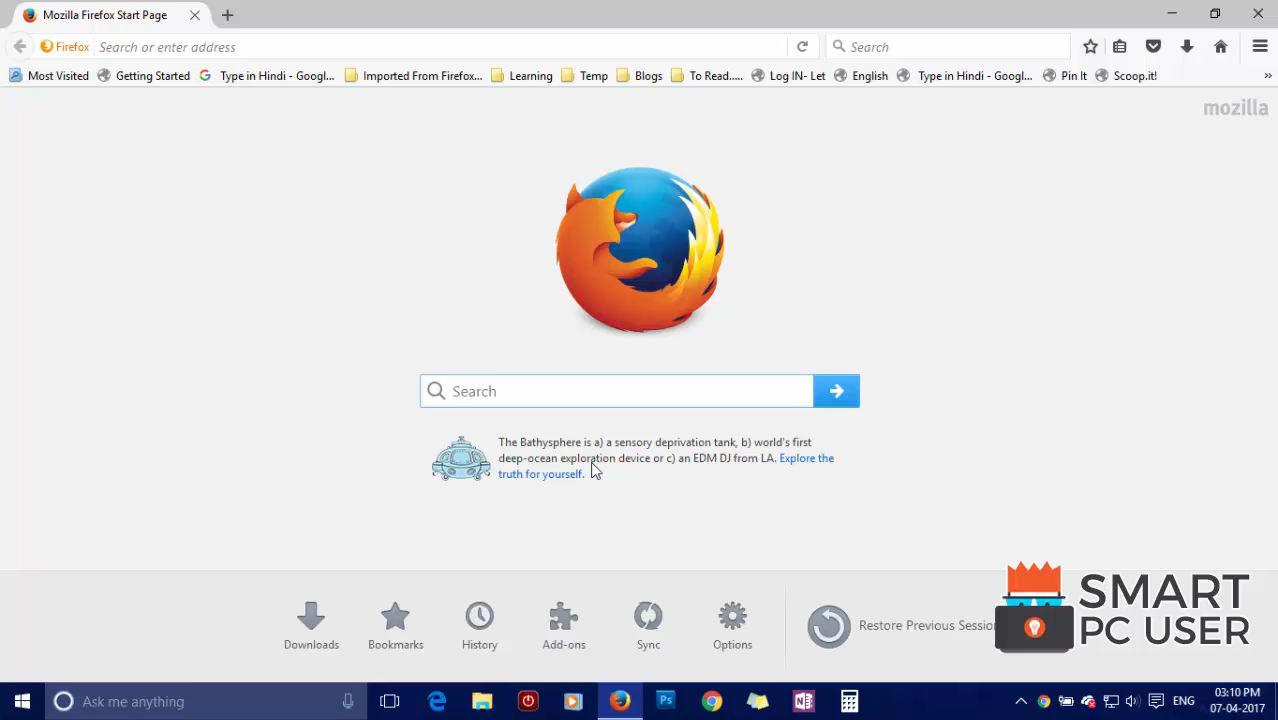 Mozilla Firefox Start Page
Firefox Search or enter address
Search
Most Visited Getting Started Type in Hindi - Googl... Imported From Firefox... Learning Temp Blogs To Read..... Log IN- Let English Type in Hindi - Googl... Pin It Scoop.it! »
mozilla
Search
The Bathysphere is a) a sensory deprivation tank, b) world's first
deep-ocean exploration device or c) an EDM DJ from LA. Explore the
truth for yourself.
Downloads Bookmarks History Add-ons Sync Options
Restore Previous Sessio
SMART
PC USER
Ask me anything
Ps
N
ENG
03:10 PM
07-04-2017